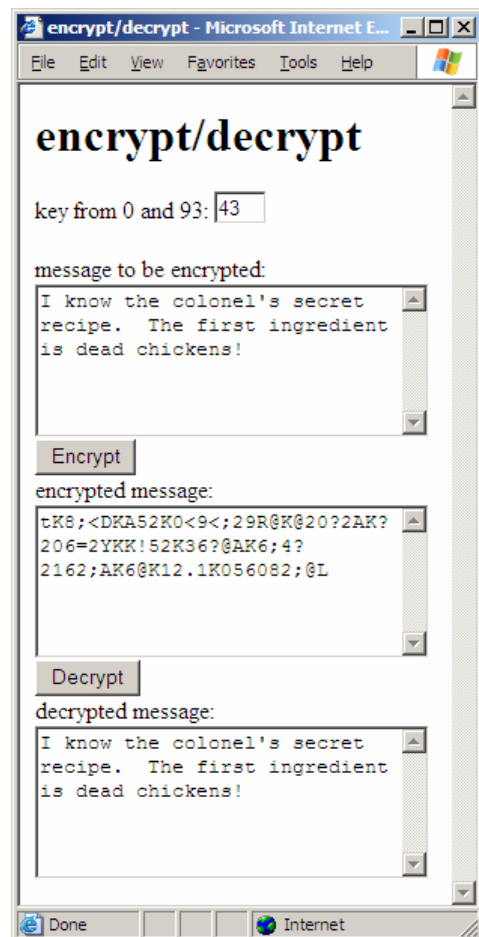 encrypt/decrypt - Microsoft Internet E...
File Edit View Favorites Tools Help
encrypt/decrypt
key from 0 and 93: 43
message to be encrypted:
I know the colonel's secret
recipe.  The first ingredient
is dead chickens!
Encrypt
encrypted message:
tK8;<DKA52K0<9<;29R@K@20?2AK?
206=2YKK!52K36?@AK6;4?
2162;AK6@K12.1K056082;@L
Decrypt
decrypted message:
I know the colonel's secret
recipe.  The first ingredient
is dead chickens!
Done Internet